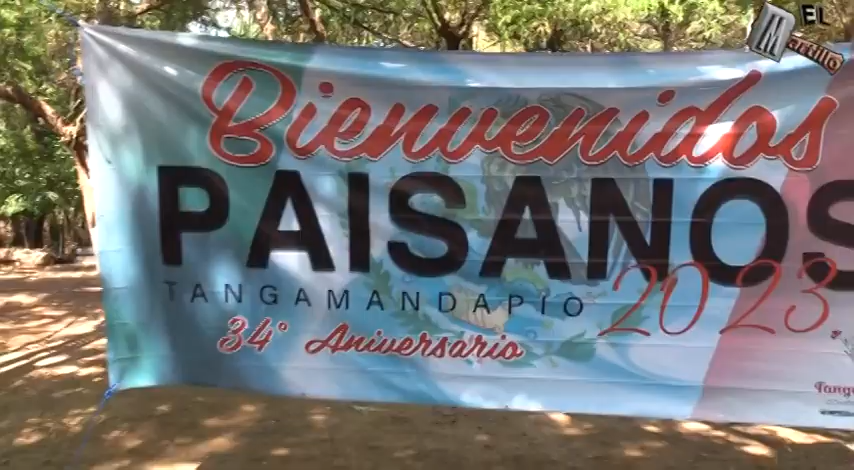 EL
Martillo
Bienvenidos
PAISANOS
TANGAMANDAPIO 2023
34° Aniversario